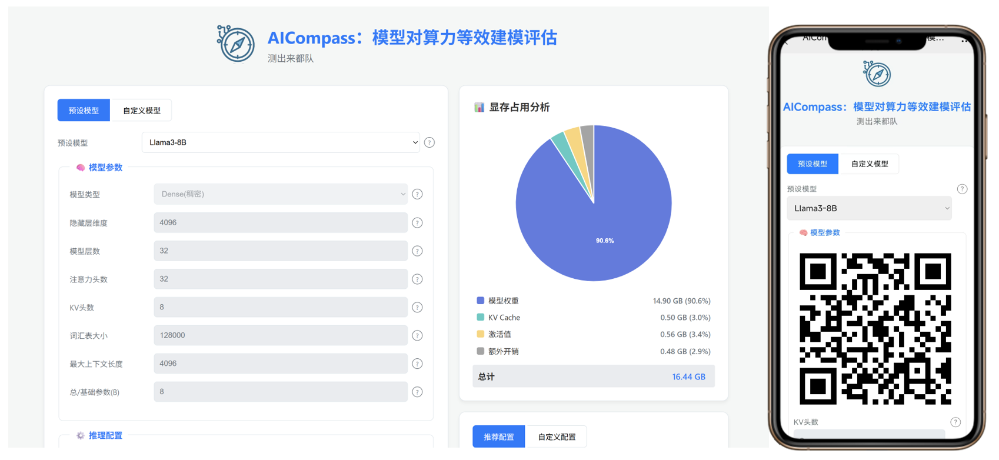 AICompass：模型对算力等效建模评估
测出来都队
预设模型 自定义模型
预设模型 Llama3-8B ?
模型参数
模型类型 Dense(稠密) ?
隐藏层维度 4096 ?
模型层数 32 ?
注意力头数 32 ?
KV头数 8 ?
词汇表大小 128000 ?
最大上下文长度 4096 ?
总/基础参数(B) 8 ?
推理配置
显存占用分析
90.6%
模型权重 14.90 GB (90.6%)
KV Cache 0.50 GB (3.0%)
激活值 0.56 GB (3.4%)
额外开销 0.48 GB (2.9%)
总计 16.44 GB
推荐配置 自定义配置
AICompass：模型对算力等效建模评估
测出来都队
预设模型 自定义模型
预设模型 ?
Llama3-8B
模型参数
KV头数 ?